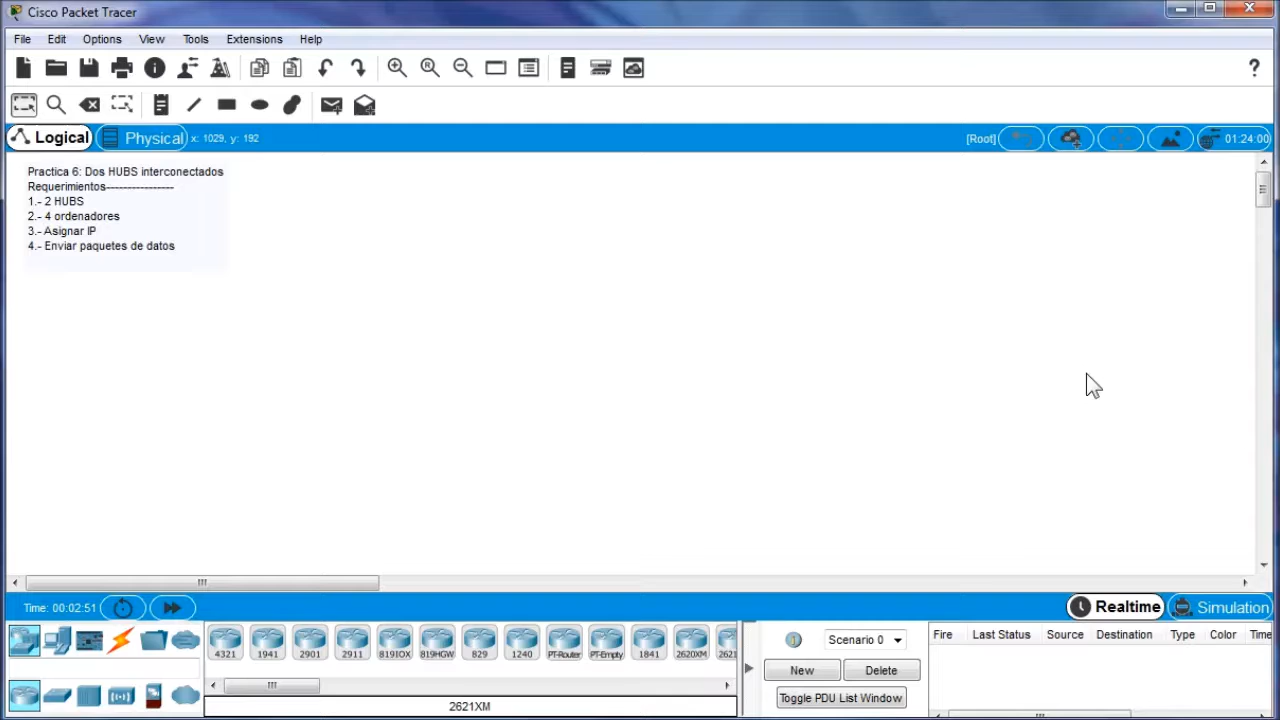 Cisco Packet Tracer
File Edit Options View Tools Extensions Help
?
Logical Physical x: 1029, y: 192 [Root] 01:24:00
Practica 6: Dos HUBS interconectados
Requerimientos----------------
1.- 2 HUBS
2.- 4 ordenadores
3.- Asignar IP
4.- Enviar paquetes de datos
Time: 00:02:51 Realtime Simulation
4321 1941 2901 2911 819IOX 819HGW 829 1240 PT-Router PT-Empty 1841 2620XM 2621
2621XM
Scenario 0
New Delete
Toggle PDU List Window
Fire Last Status Source Destination Type Color Time